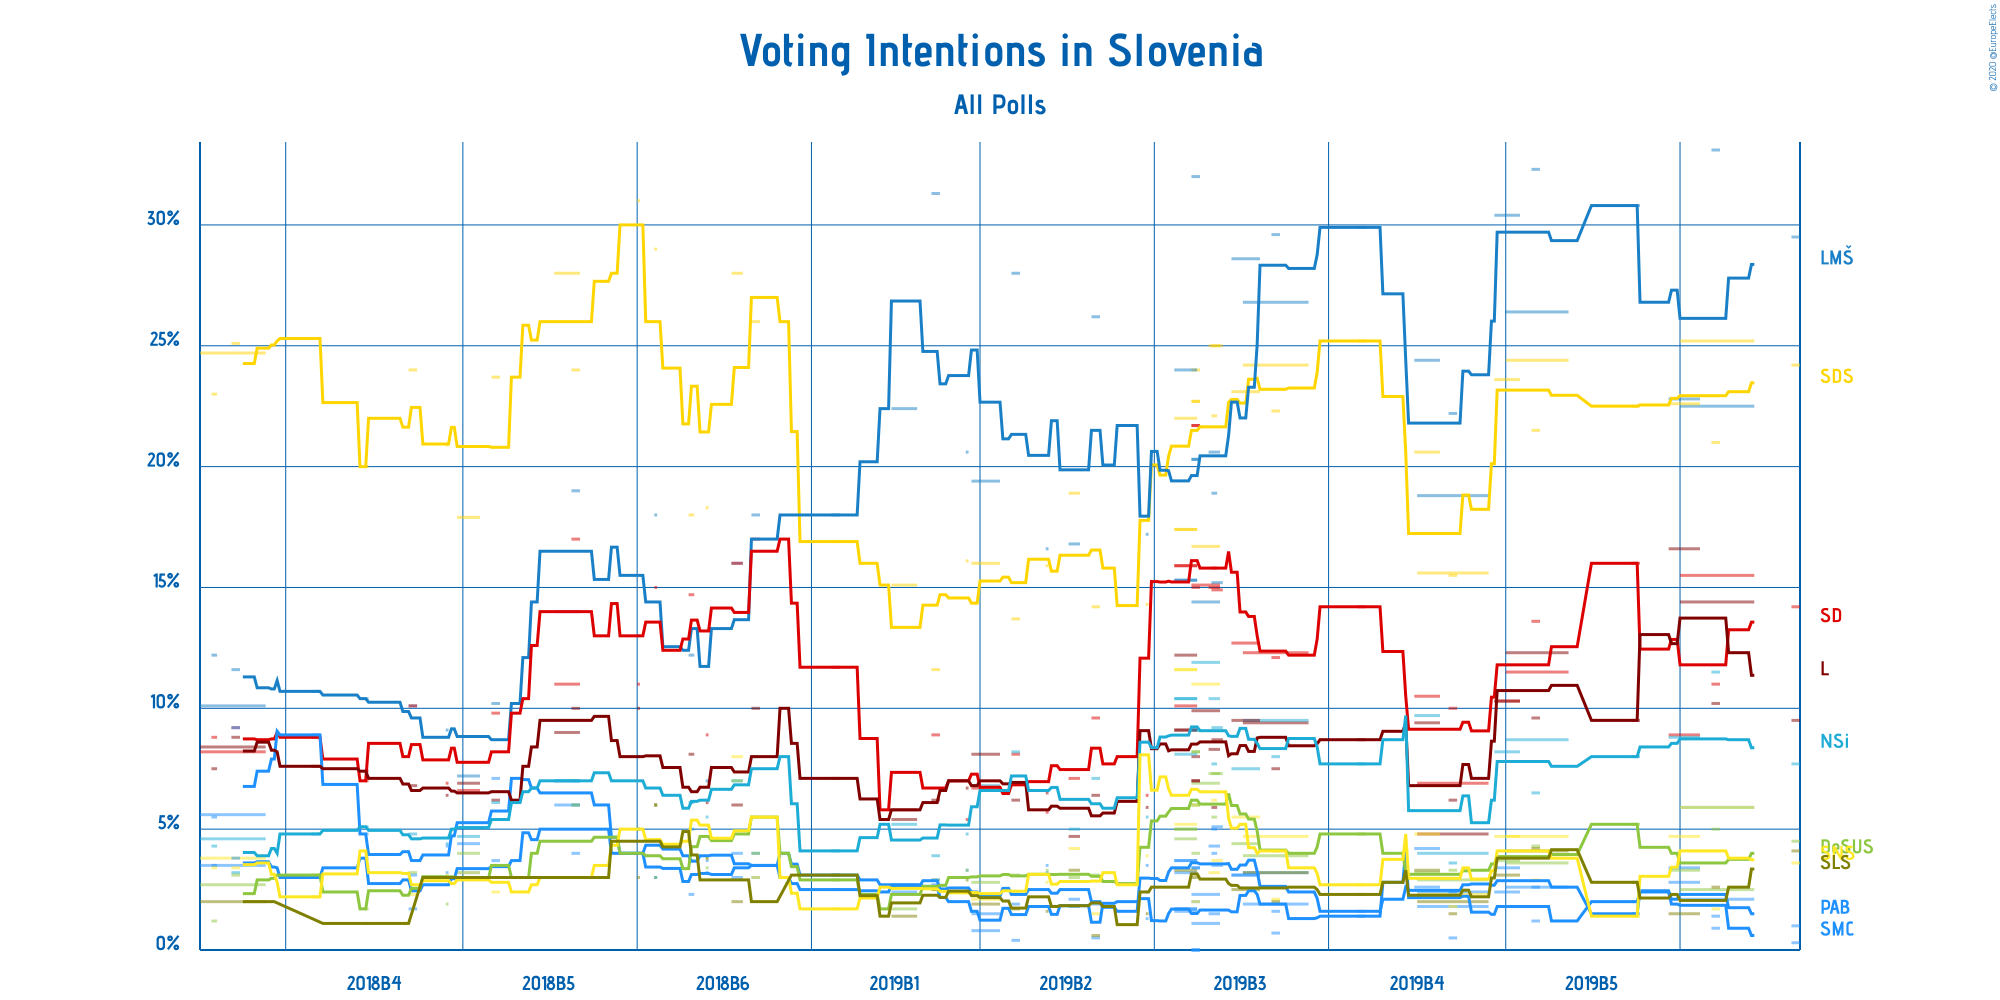 © 2020 @EuropeElects
Voting Intentions in Slovenia
All Polls
30%
25%
20%
15%
10%
5%
0%
LMŠ
SDS
SD
L
NSi
DeSUS
SLS
PAB
SMC
2018B4
2018B5
2018B6
2019B1
2019B2
2019B3
2019B4
2019B5